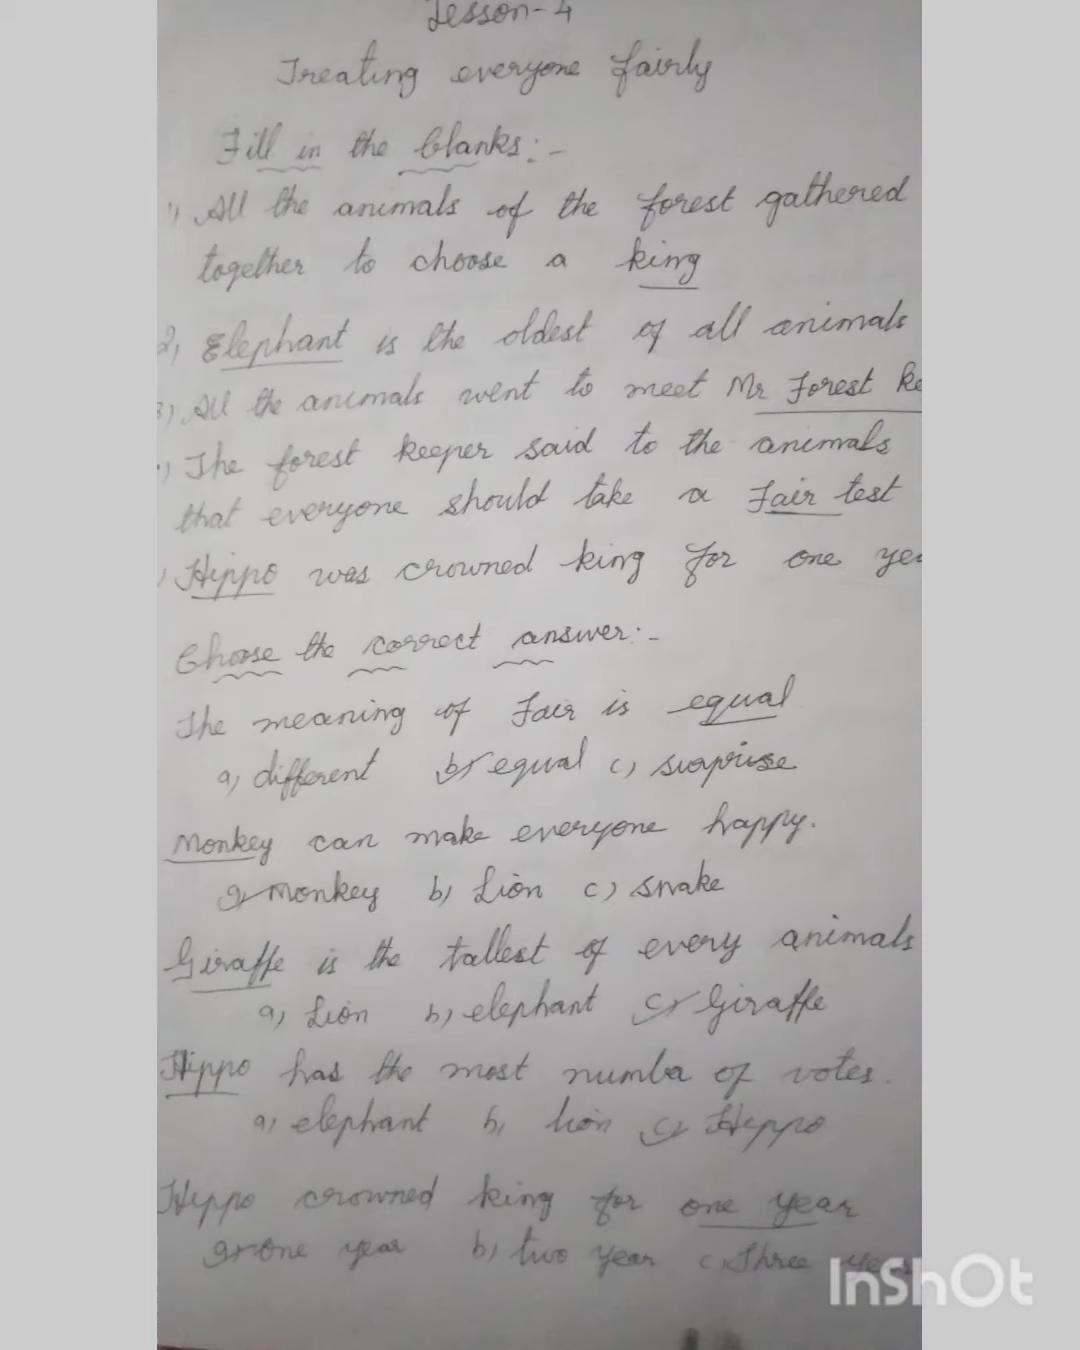 Lesson-4
Treating everyone fairly
Fill in the blanks:-
1) All the animals of the forest gathered
together to choose a king
2) Elephant is the oldest of all animals
3) All the animals went to meet Mr Forest Ke
) The forest keeper said to the animals
that everyone should take a Fair test
) Hippo was crowned king for one yea
Choose the correct answer:-
The meaning of Fair is equal
a) different b) equal c) surprise
Monkey can make everyone happy.
a) Monkey b) Lion c) snake
Giraffe is the tallest of every animals
a) Lion b) elephant c) Giraffe
Hippo has the most numba of votes.
a) elephant b) lion c) Hippo
Hippo crowned king for one year
a) one year b) two year c) Three year
InShOt